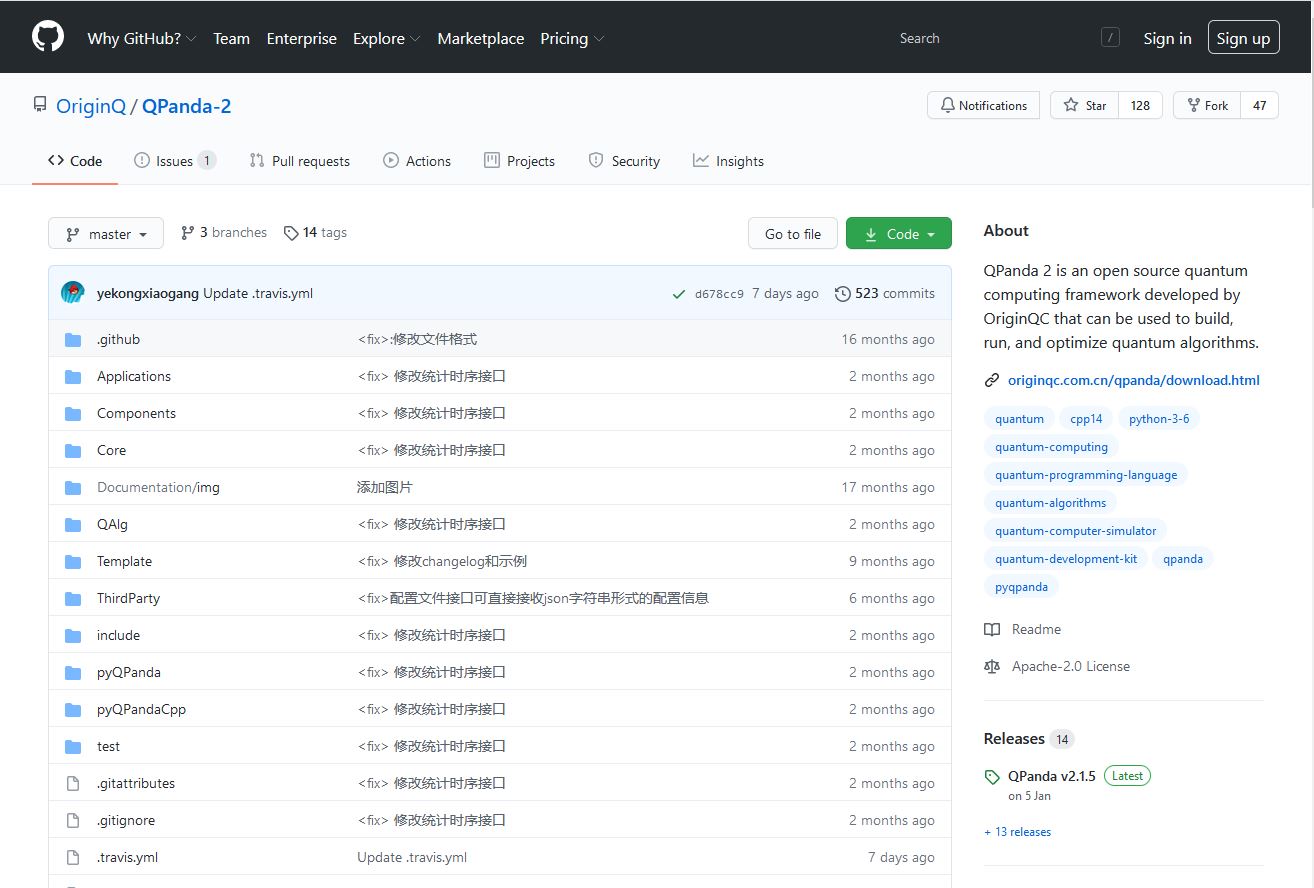 Why GitHub? Team Enterprise Explore Marketplace Pricing Search / Sign in Sign up
OriginQ / QPanda-2 Notifications Star 128 Fork 47
Code Issues 1 Pull requests Actions Projects Security Insights
master 3 branches 14 tags Go to file Code
yekongxiaogang Update .travis.yml d678cc9 7 days ago 523 commits
.github <fix>:修改文件格式 16 months ago
Applications <fix> 修改统计时序接口 2 months ago
Components <fix> 修改统计时序接口 2 months ago
Core <fix> 修改统计时序接口 2 months ago
Documentation/img 添加图片 17 months ago
QAlg <fix> 修改统计时序接口 2 months ago
Template <fix> 修改changelog和示例 9 months ago
ThirdParty <fix>配置文件接口可直接接收json字符串形式的配置信息 6 months ago
include <fix> 修改统计时序接口 2 months ago
pyQPanda <fix> 修改统计时序接口 2 months ago
pyQPandaCpp <fix> 修改统计时序接口 2 months ago
test <fix> 修改统计时序接口 2 months ago
.gitattributes <fix> 修改统计时序接口 2 months ago
.gitignore <fix> 修改统计时序接口 2 months ago
.travis.yml Update .travis.yml 7 days ago
About
QPanda 2 is an open source quantum
computing framework developed by
OriginQC that can be used to build,
run, and optimize quantum algorithms.
originqc.com.cn/qpanda/download.html
quantum cpp14 python-3-6
quantum-computing
quantum-programming-language
quantum-algorithms
quantum-computer-simulator
quantum-development-kit qpanda
pyqpanda
Readme
Apache-2.0 License
Releases 14
QPanda v2.1.5 Latest
on 5 Jan
+ 13 releases